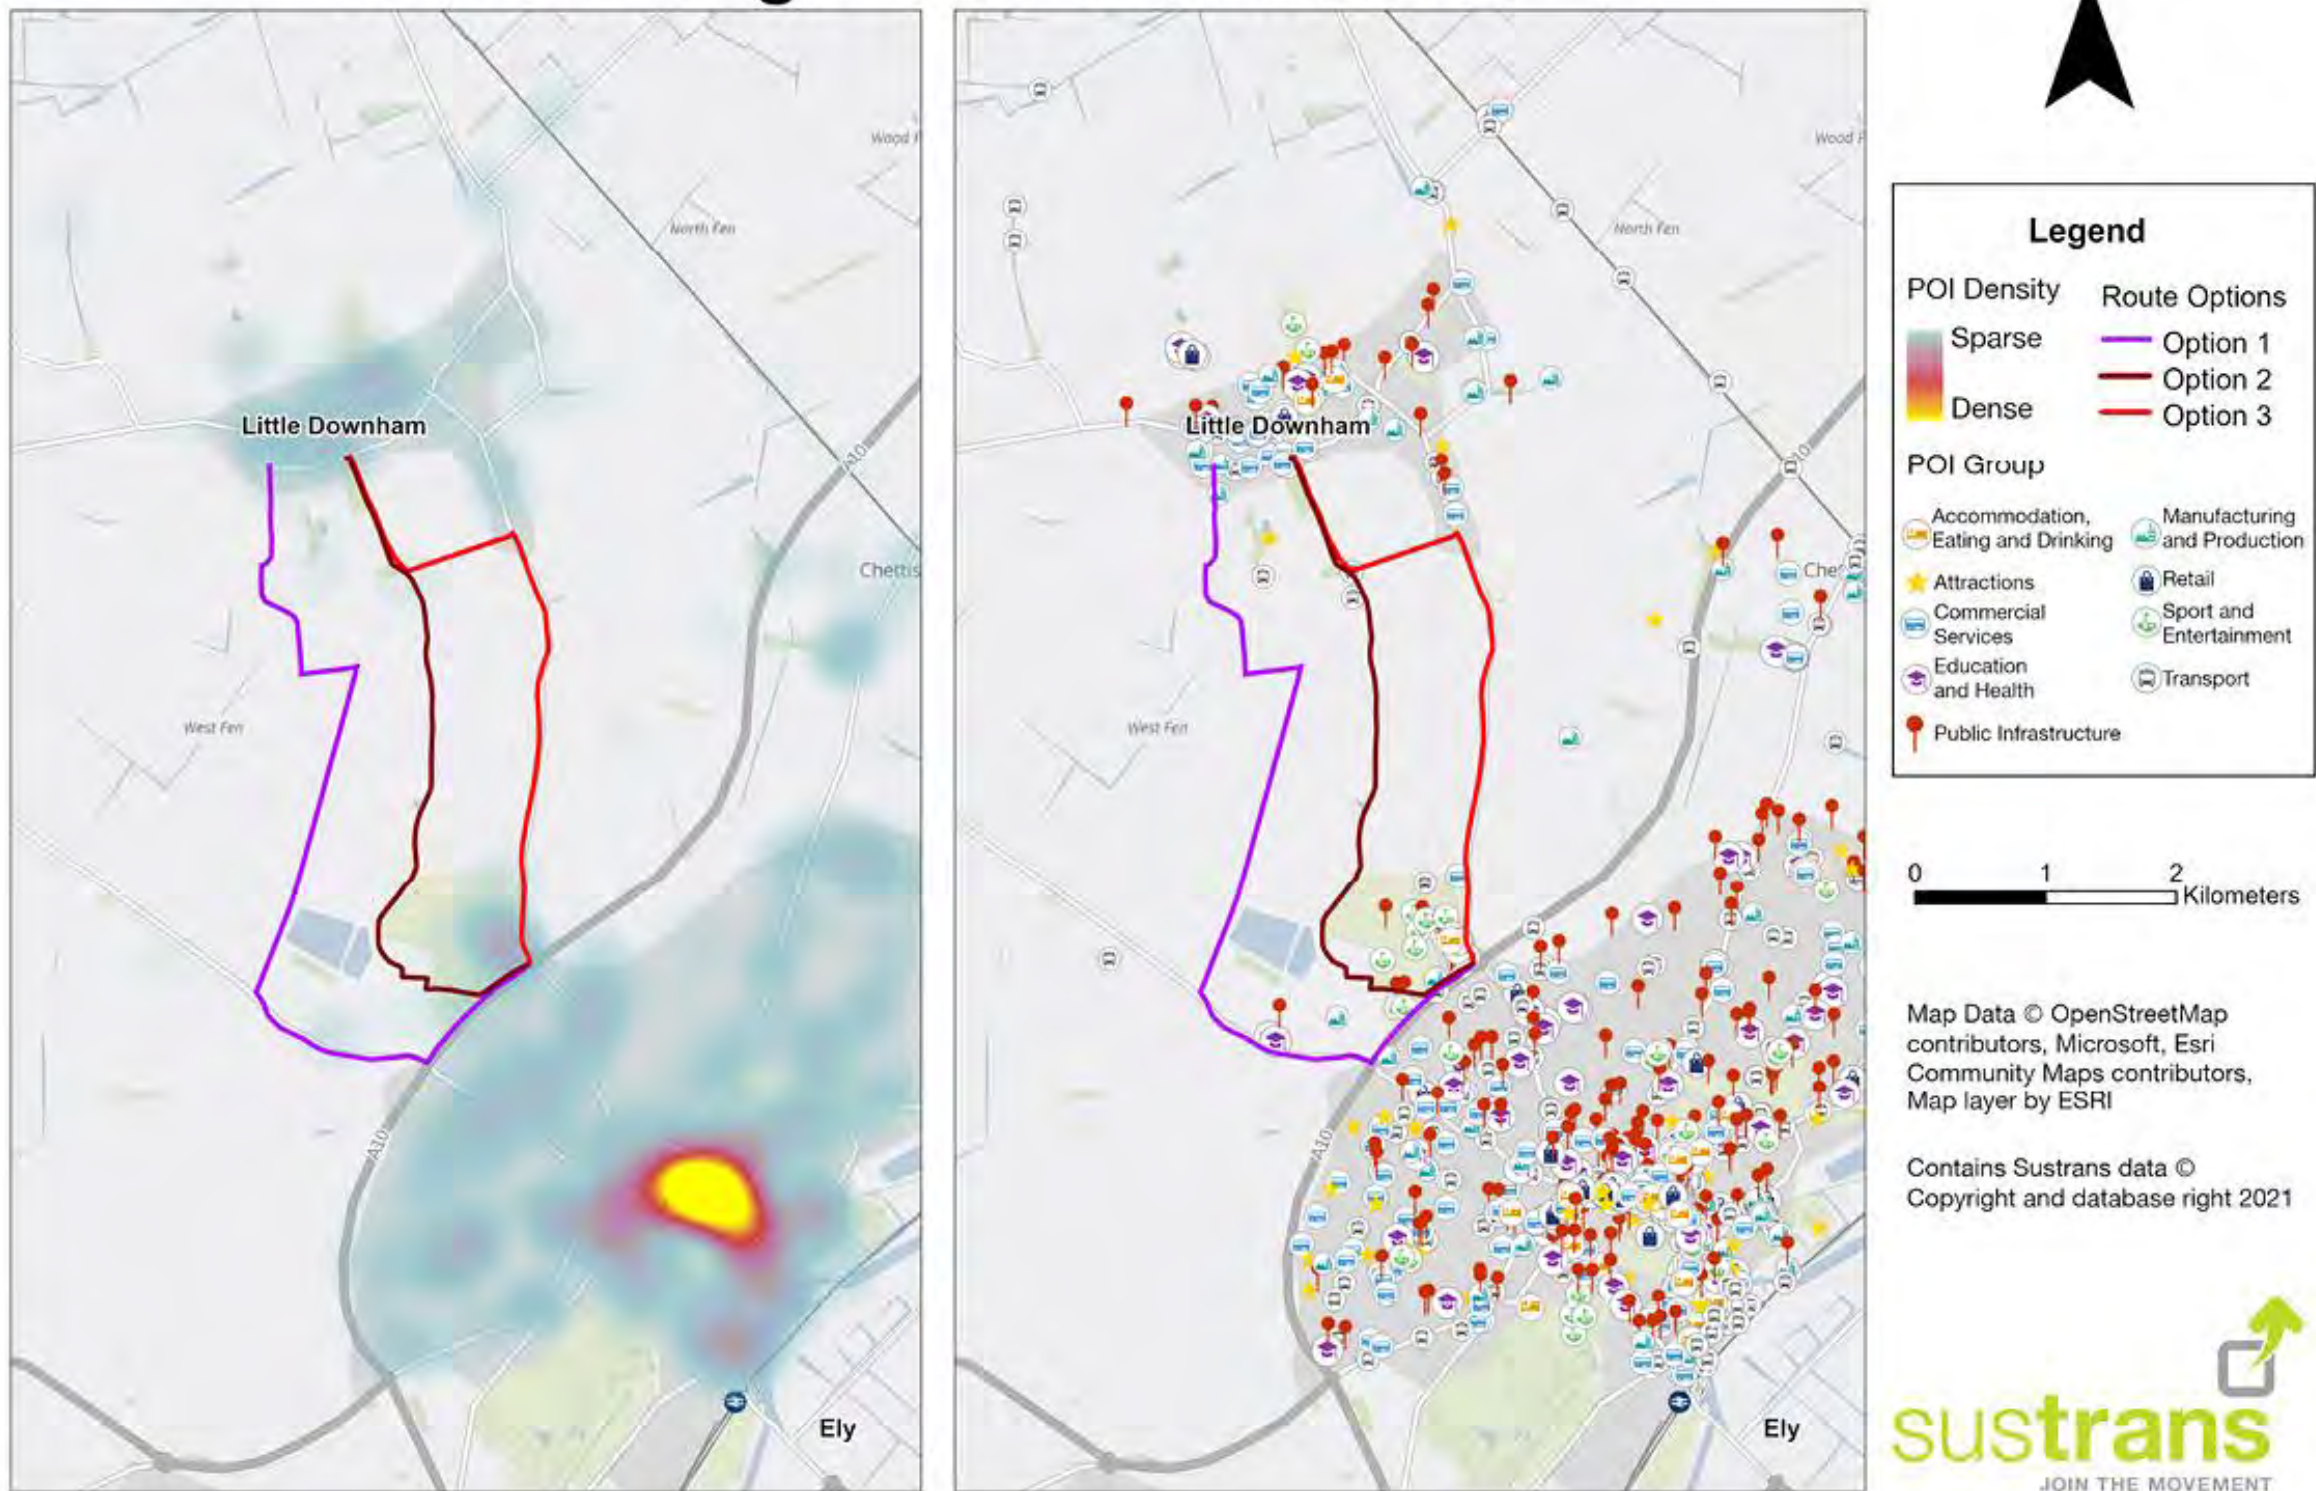 g
Wood F
North Fen
Little Downham
A10
Chettis
West Fen
A10
Ely
Wood F
North Fen
Little Downham
10
Che
West Fen
A10
Ely
Legend
POI Density
Sparse
Dense
Route Options
Option 1
Option 2
Option 3
POI Group
Accommodation,
Eating and Drinking
Attractions
Commercial
Services
Education
and Health
Public Infrastructure
Manufacturing
and Production
Retail
Sport and
Entertainment
Transport
0 1 2
Kilometers
Map Data © OpenStreetMap
contributors, Microsoft, Esri
Community Maps contributors,
Map layer by ESRI
Contains Sustrans data ©
Copyright and database right 2021
sustrans
JOIN THE MOVEMENT